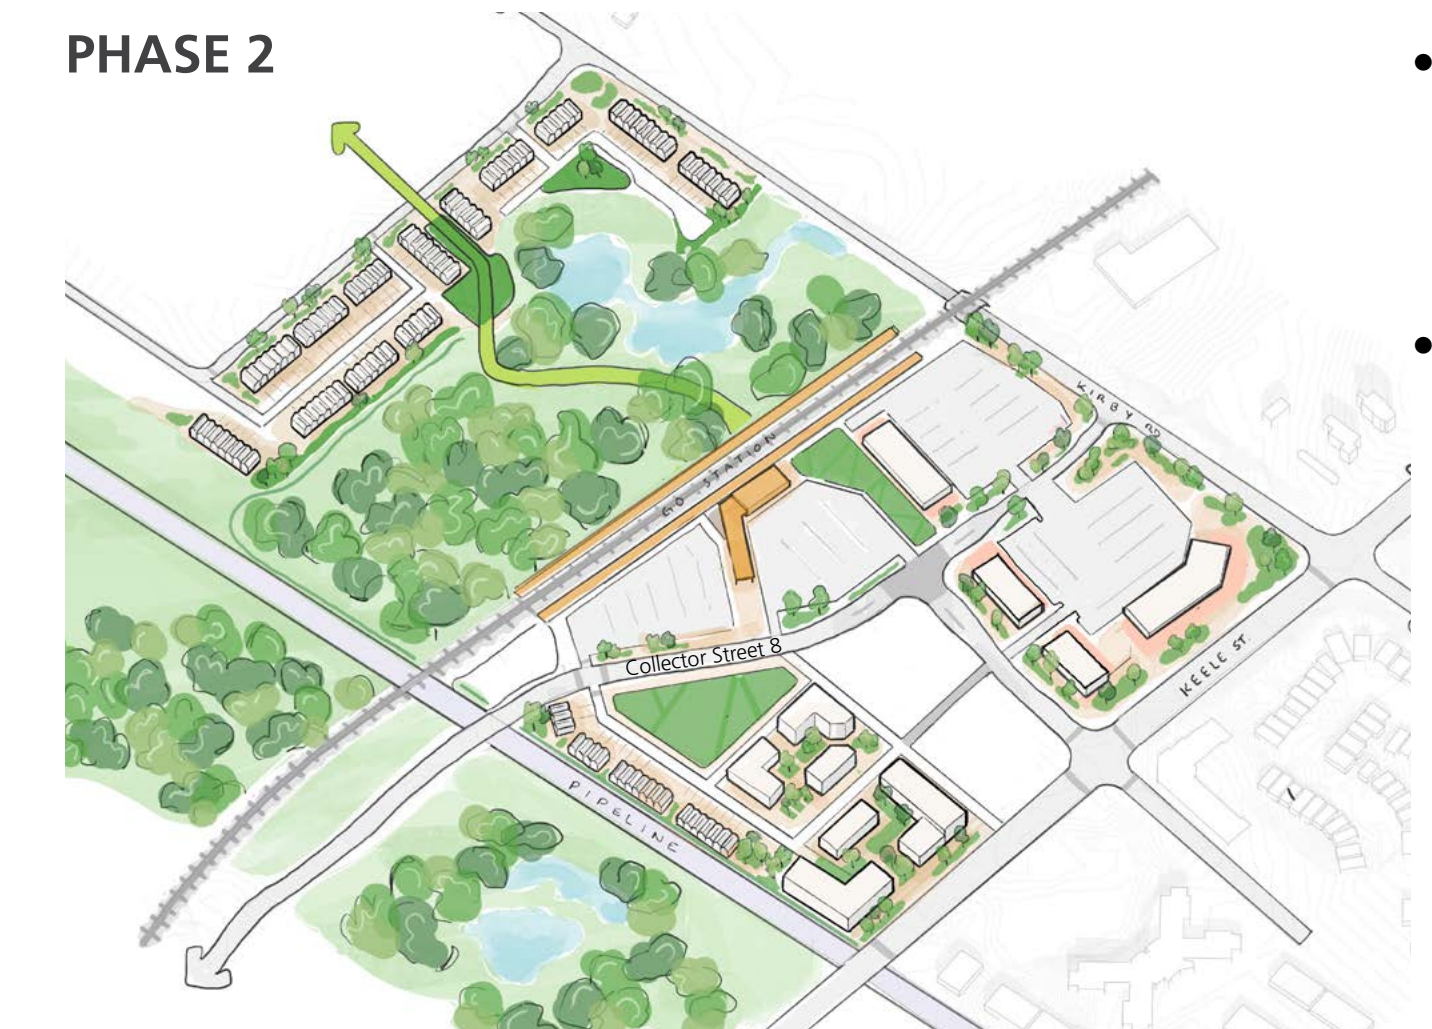 PHASE 2
•
•
KIRBY RD
GO STATION
Collector Street 8
KEELE ST.
PIPELINE